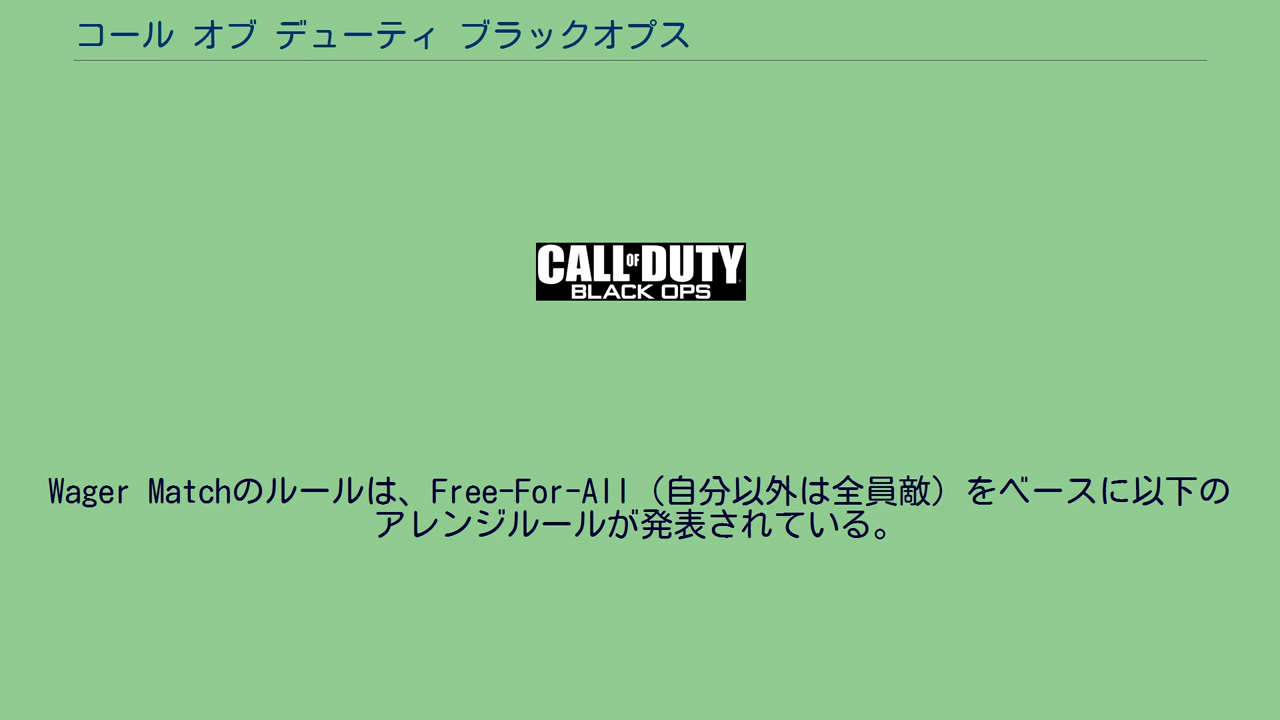 コール オブ デューティ ブラックオプス
CALL OF DUTY
BLACK OPS
Wager Matchのルールは、Free-For-All（自分以外は全員敵）をベースに以下の
アレンジルールが発表されている。